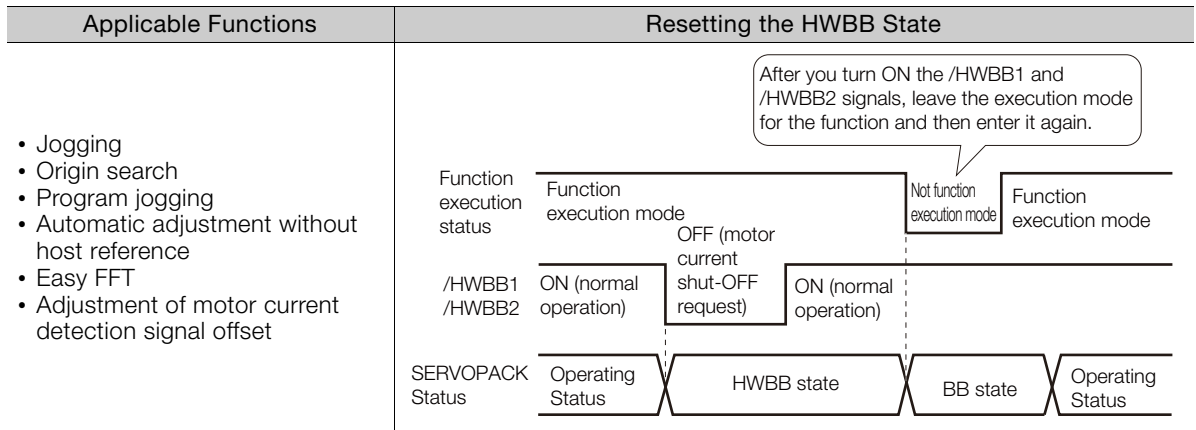 Applicable Functions
Resetting the HWBB State
• Jogging
• Origin search
• Program jogging
• Automatic adjustment without
host reference
• Easy FFT
• Adjustment of motor current
detection signal offset
After you turn ON the /HWBB1 and
/HWBB2 signals, leave the execution mode
for the function and then enter it again.
Function
execution
status
Function
execution mode
Not function
execution mode
Function
execution mode
/HWBB1
/HWBB2
ON (normal
operation)
OFF (motor
current
shut-OFF
request)
ON (normal
operation)
SERVOPACK
Status
Operating
Status
HWBB state
BB state
Operating
Status